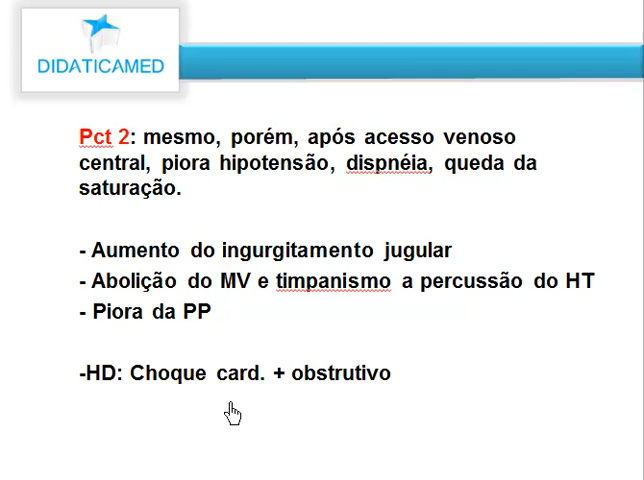 DIDATICAMED
Pct 2: mesmo, porém, após acesso venoso
central, piora hipotensão, dispnéia, queda da
saturação.
- Aumento do ingurgitamento jugular
- Abolição do MV e timpanismo a percussão do HT
- Piora da PP
-HD: Choque card. + obstrutivo